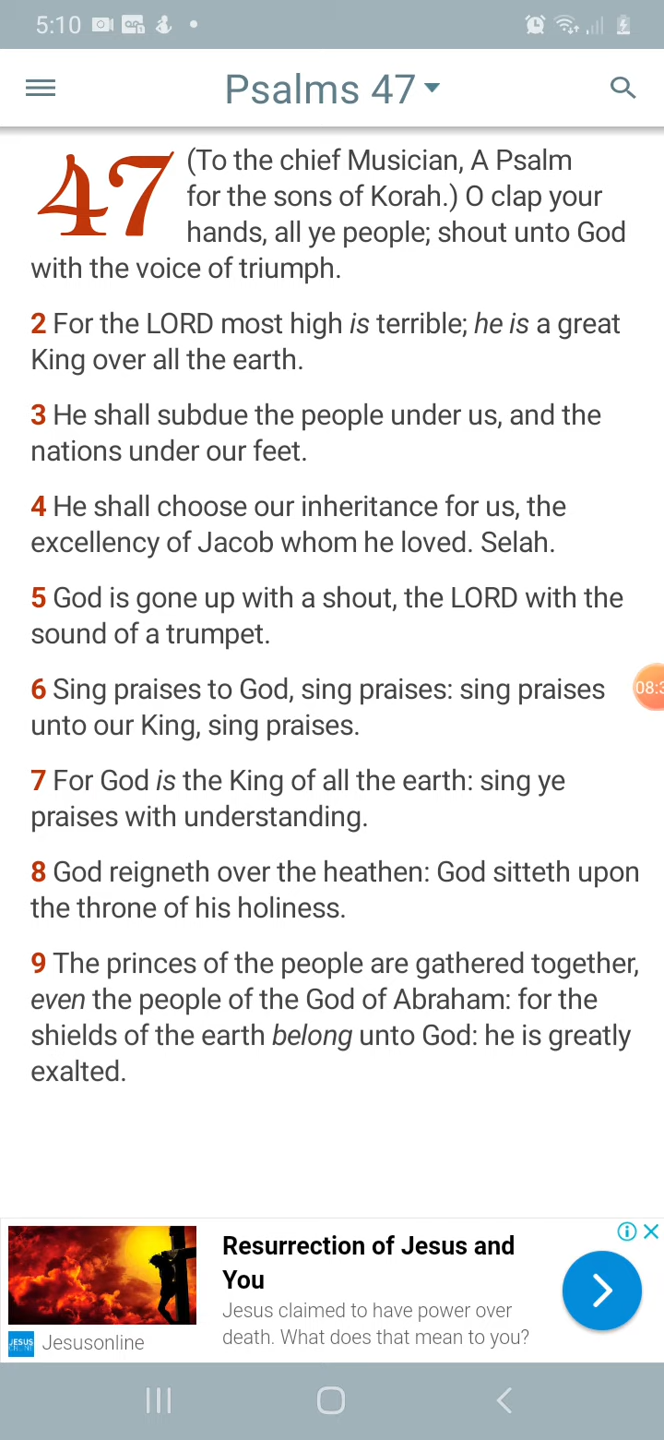 5:10
Psalms 47
47 (To the chief Musician, A Psalm
for the sons of Korah.) O clap your
hands, all ye people; shout unto God
with the voice of triumph.
2 For the LORD most high is terrible; he is a great
King over all the earth.
3 He shall subdue the people under us, and the
nations under our feet.
4 He shall choose our inheritance for us, the
excellency of Jacob whom he loved. Selah.
5 God is gone up with a shout, the LORD with the
sound of a trumpet.
6 Sing praises to God, sing praises: sing praises
unto our King, sing praises.
08:3
7 For God is the King of all the earth: sing ye
praises with understanding.
8 God reigneth over the heathen: God sitteth upon
the throne of his holiness.
9 The princes of the people are gathered together,
even the people of the God of Abraham: for the
shields of the earth belong unto God: he is greatly
exalted.
Resurrection of Jesus and
You
Jesus claimed to have power over
death. What does that mean to you?
JESUS
Jesusonline